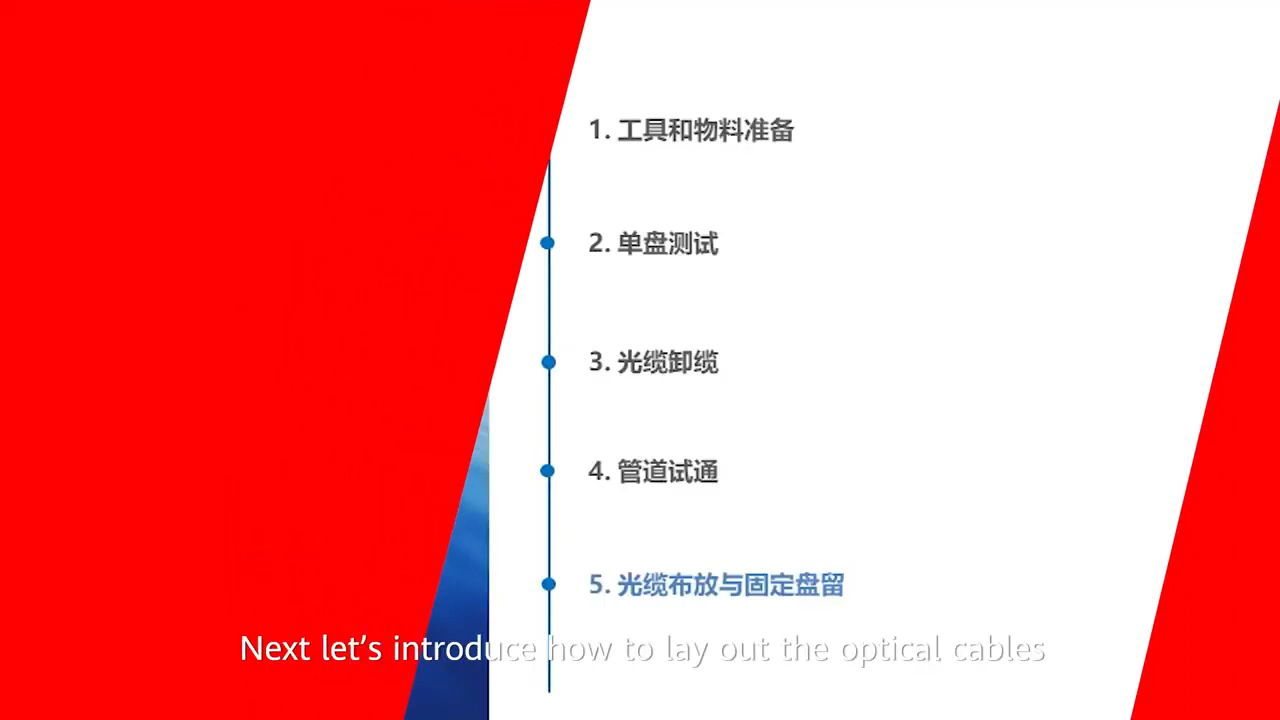 1. 工具和物料准备
2. 单盘测试
3. 光缆卸缆
4. 管道试通
5. 光缆布放与固定盘留
Next let’s introduce how to lay out the optical cables